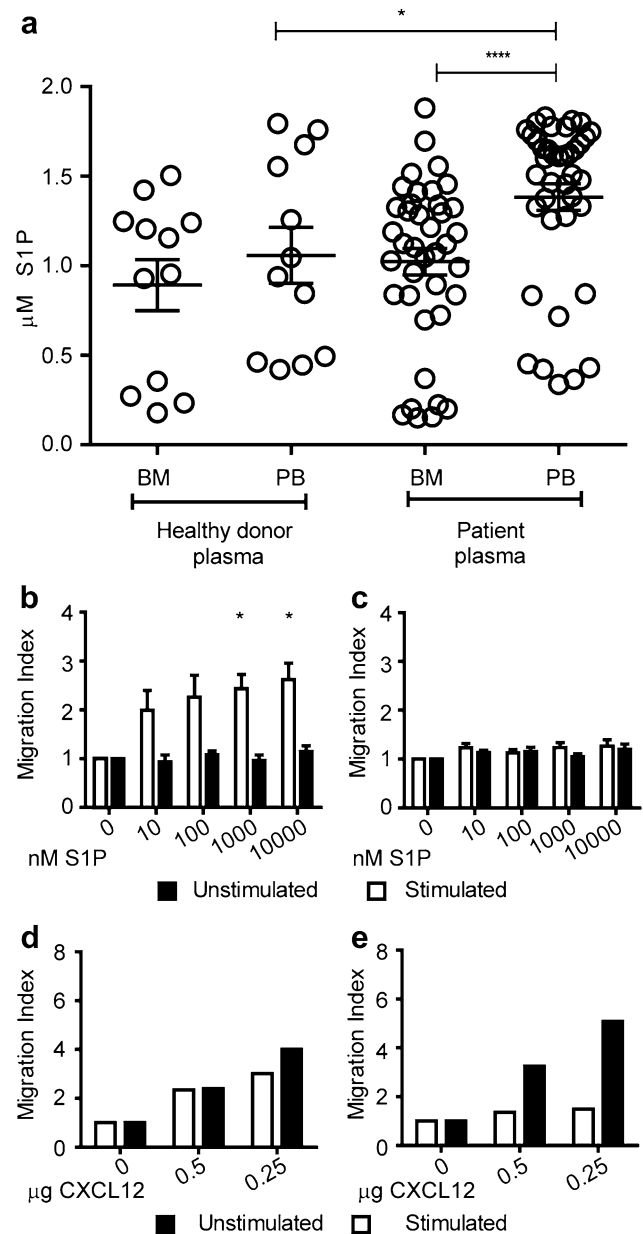 a
*
****
2.0
1.5
1.0
0.5
0.0
μM S1P
BM PB BM PB
Healthy donor
plasma
Patient
plasma
b
4
3
2
1
0
Migration Index
* *
0 10 100 1000 10000
nM S1P
c
4
3
2
1
0
Migration Index
0 10 100 1000 10000
nM S1P
Unstimulated Stimulated
d
8
6
4
2
0
Migration Index
0 0.5 0.25
μg CXCL12
e
8
6
4
2
0
Migration Index
0 0.5 0.25
μg CXCL12
Unstimulated Stimulated